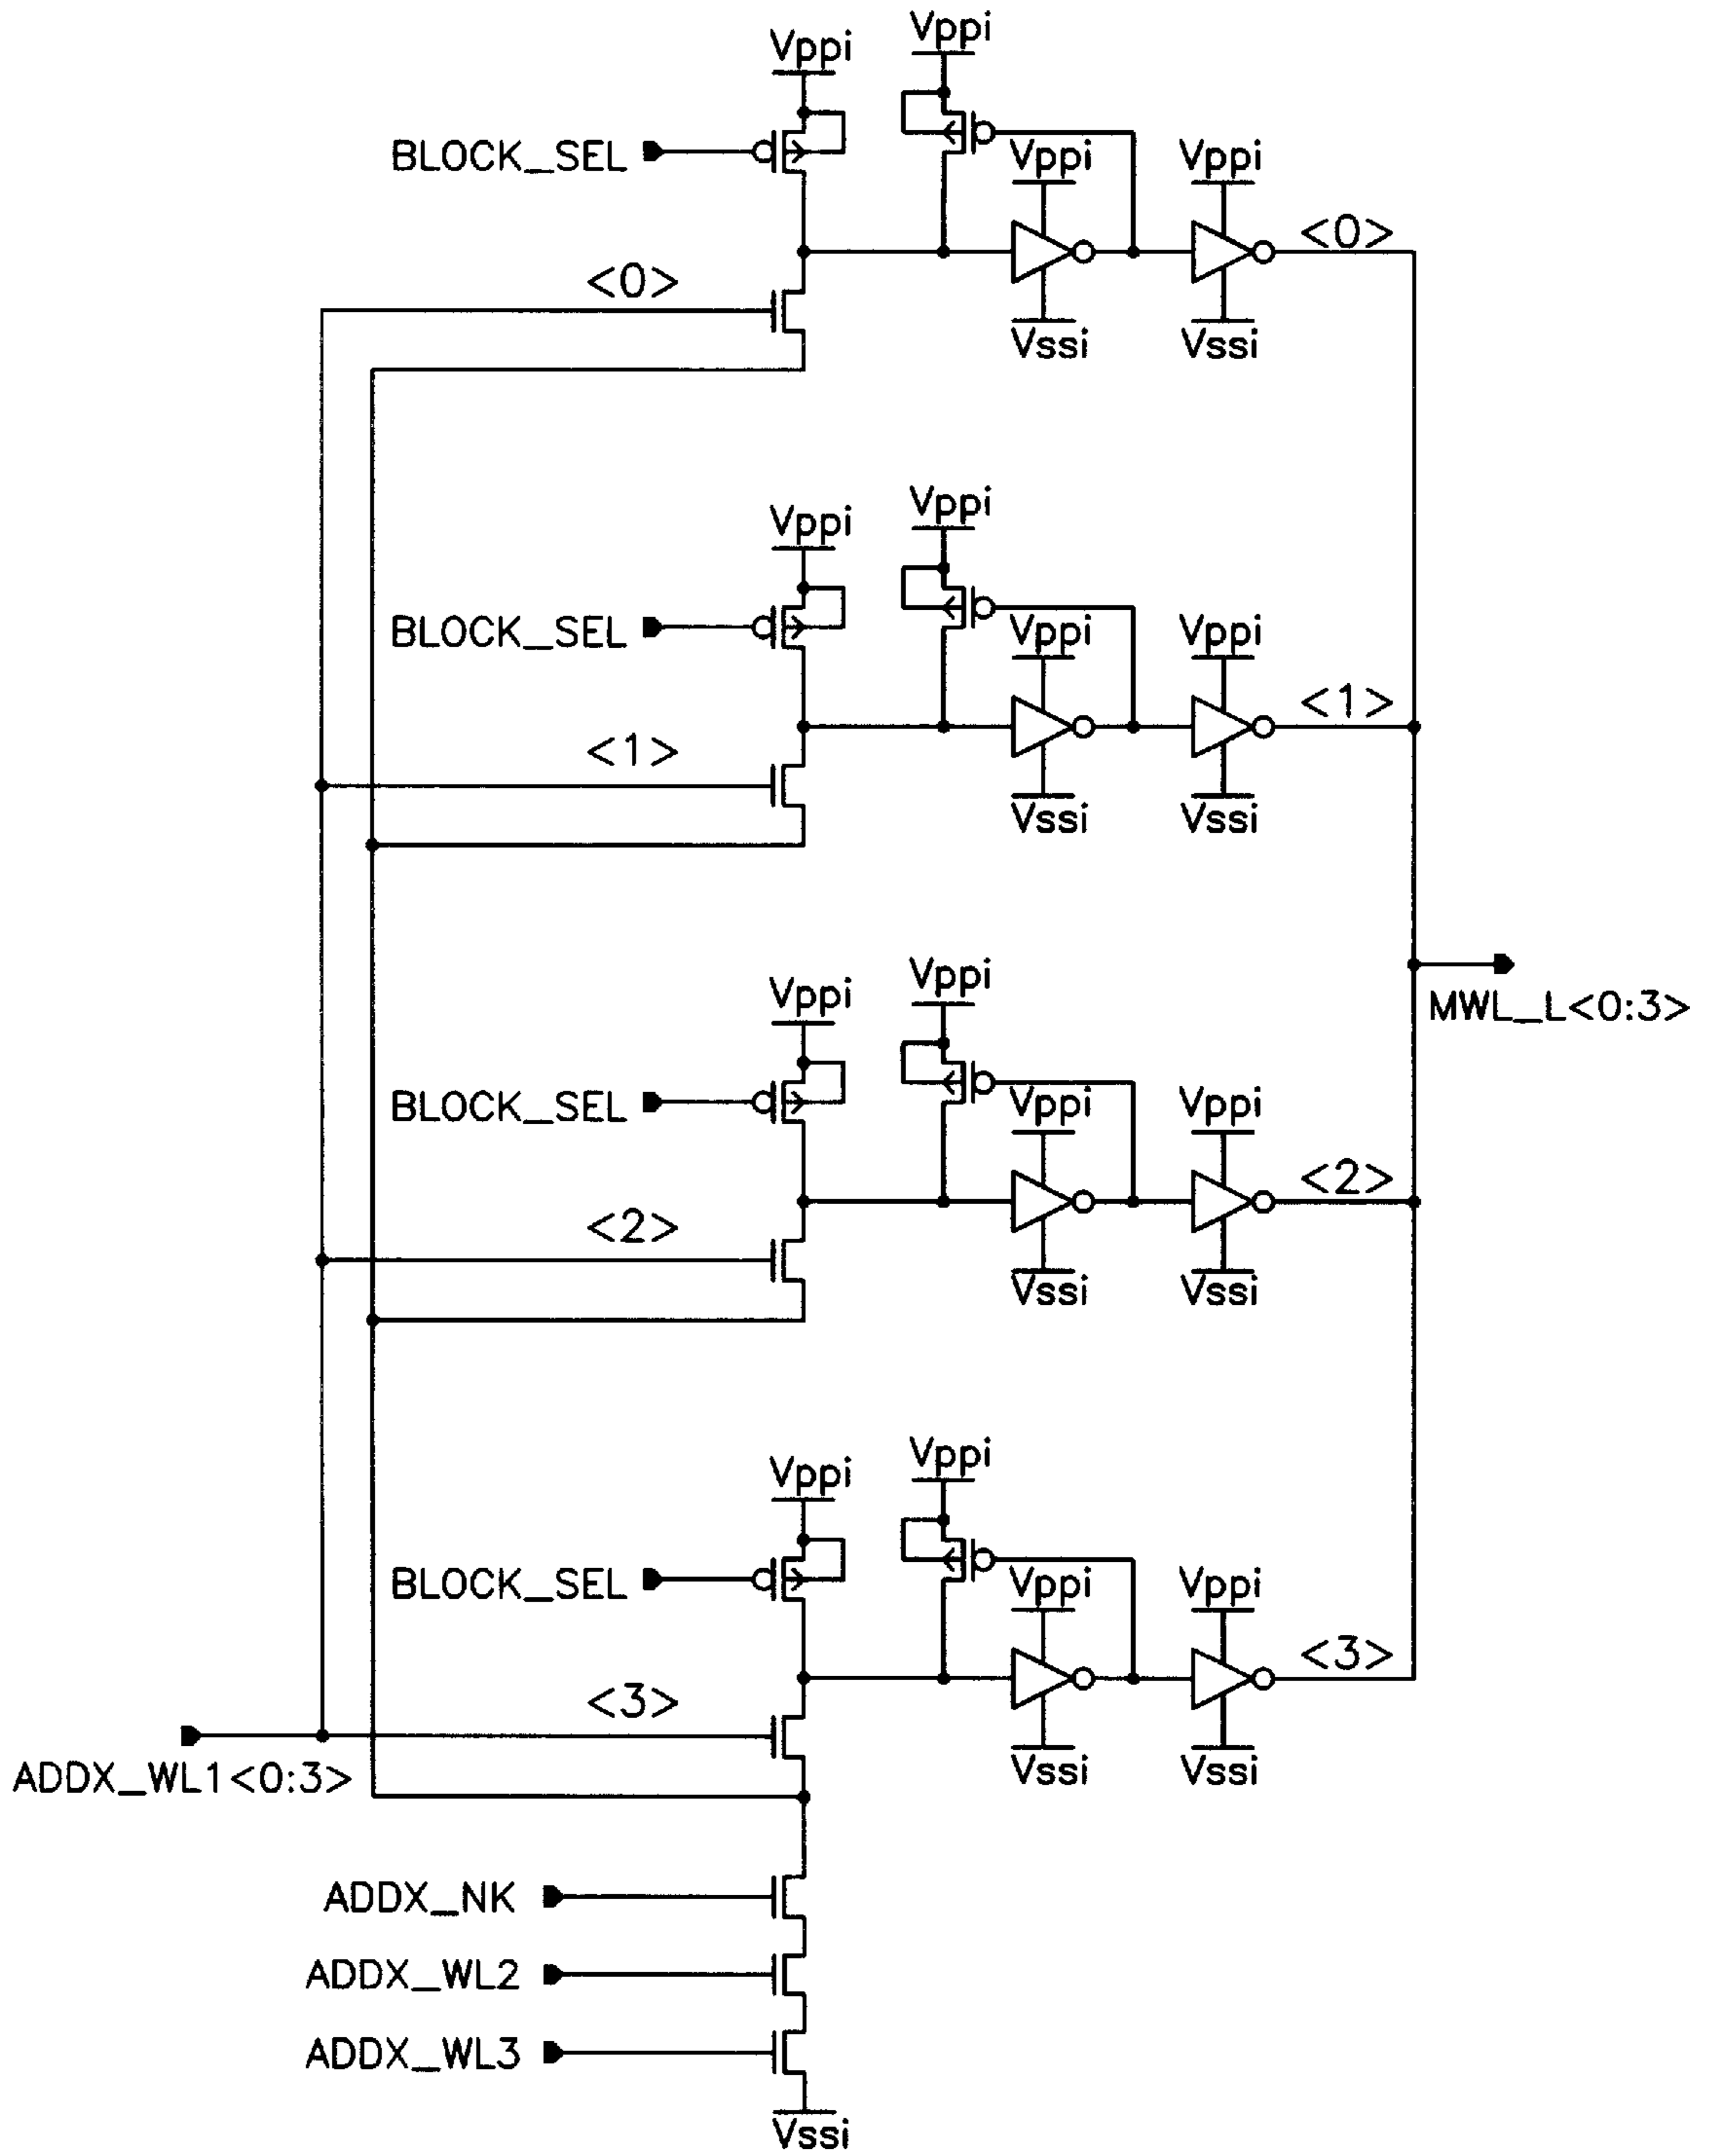 Vppi
Vppi
BLOCK_SEL
Vppi
Vppi
<0>
<0>
Vssi
Vssi
Vppi
Vppi
BLOCK_SEL
Vppi
Vppi
<1>
<1>
Vssi
Vssi
Vppi
Vppi
MWL_L<0:3>
BLOCK_SEL
Vppi
Vppi
<2>
<2>
Vssi
Vssi
Vppi
Vppi
BLOCK_SEL
Vppi
Vppi
<3>
<3>
Vssi
Vssi
ADDX_WL1<0:3>
ADDX_NK
ADDX_WL2
ADDX_WL3
Vssi